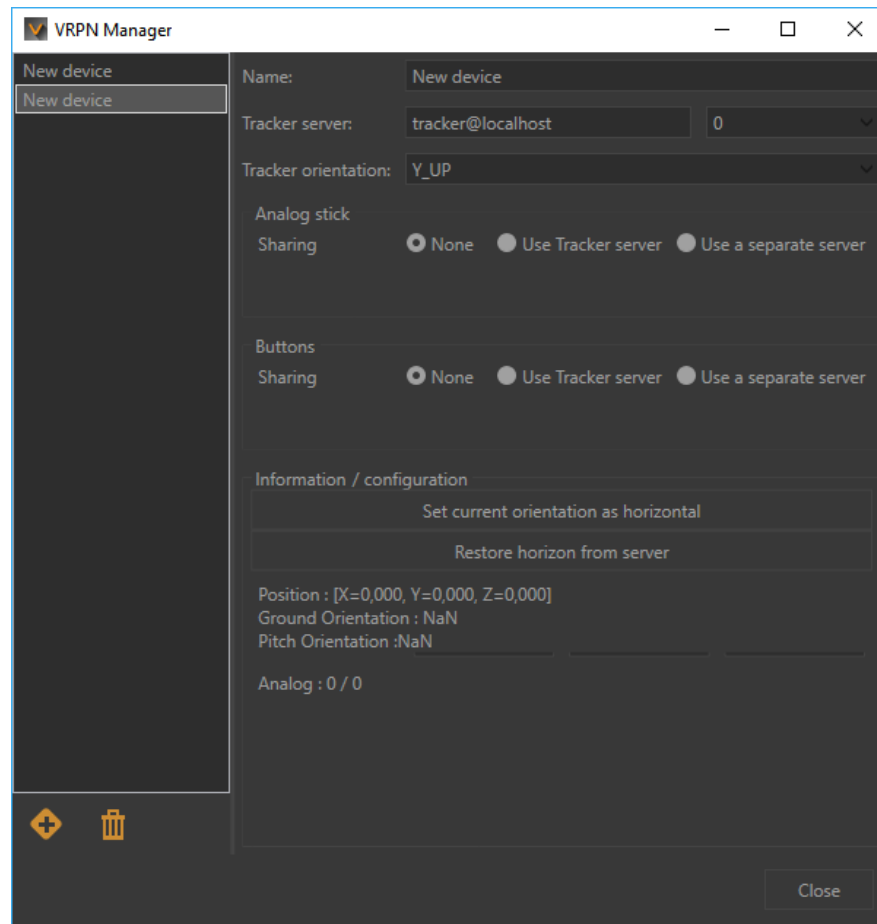 VRPN Manager
New device
New device
Name: New device
Tracker server: tracker@localhost 0
Tracker orientation: Y_UP
Analog stick
Sharing None Use Tracker server Use a separate server
Buttons
Sharing None Use Tracker server Use a separate server
Information / configuration
Set current orientation as horizontal
Restore horizon from server
Position : [X=0,000, Y=0,000, Z=0,000]
Ground Orientation : NaN
Pitch Orientation :NaN
Analog : 0 / 0
Close